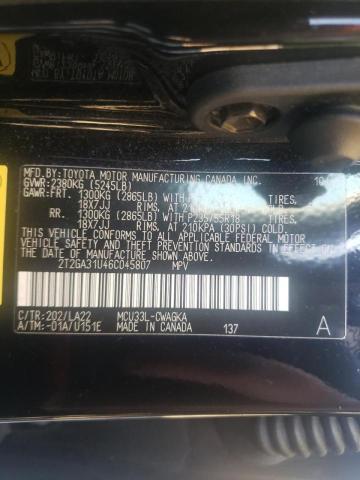 MFD.BY:TOYOTA MOTOR MANUFACTURING CANADA INC.
GVWR:2380KG (5245LB)
GAWR:FRT. 1300KG (2865LB) WITH TIRES,
18X7JJ RIMS, AT COLD.
RR. 1300KG (2865LB) WITH P235/55R18 TIRES,
18X7JJ RIMS, AT 210KPA (30PSI) COLD.
THIS VEHICLE CONFORMS TO ALL APPLICABLE FEDERAL MOTOR
VEHICLE SAFETY AND BUMPER STANDARDS IN EFFECT ON
THE DATE OF MANUFACTURE SHOWN ABOVE.
2T2GA31U46C045807 MPV
C/TR:202/LA22 MCU33L-CWAGKA
A/TM:-01A/U151E MADE IN CANADA 137 A